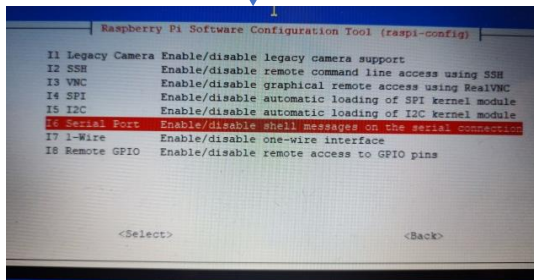 Raspberry Pi Software Configuration Tool (raspi-config)
I1 Legacy Camera Enable/disable legacy camera support
I2 SSH Enable/disable remote command line access using SSH
I3 VNC Enable/disable graphical remote access using RealVNC
I4 SPI Enable/disable automatic loading of SPI kernel module
I5 I2C Enable/disable automatic loading of I2C kernel module
I6 Serial Port Enable/disable shell messages on the serial connection
I7 1-Wire Enable/disable one-wire interface
I8 Remote GPIO Enable/disable remote access to GPIO pins
<Select> <Back>